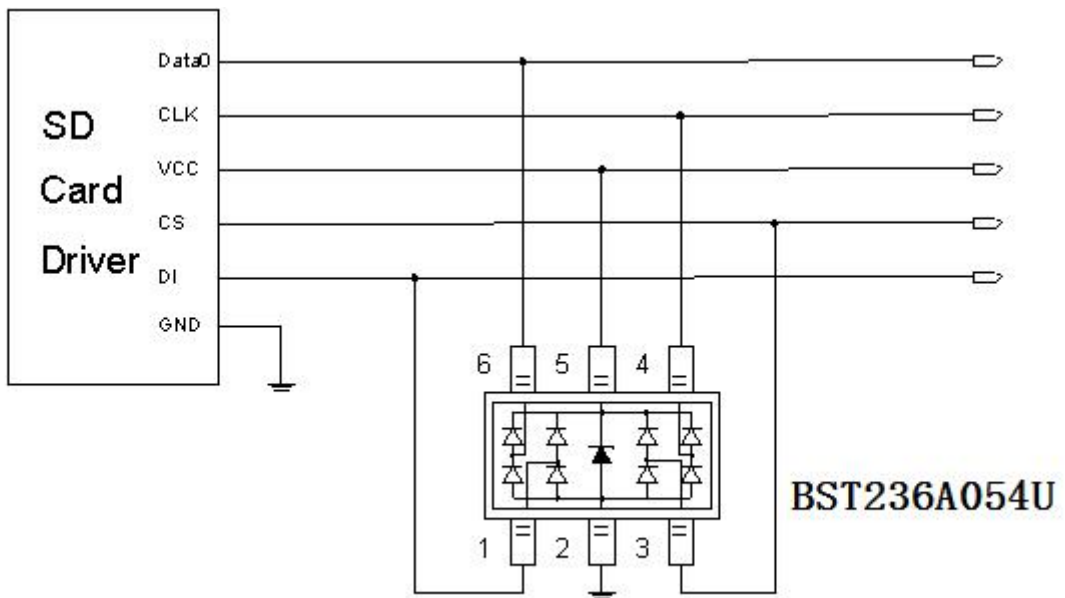 Data0
CLK
SD
VCC
Card
CS
Driver
DI
GND
6 5 4
BST236A054U
1 2 3